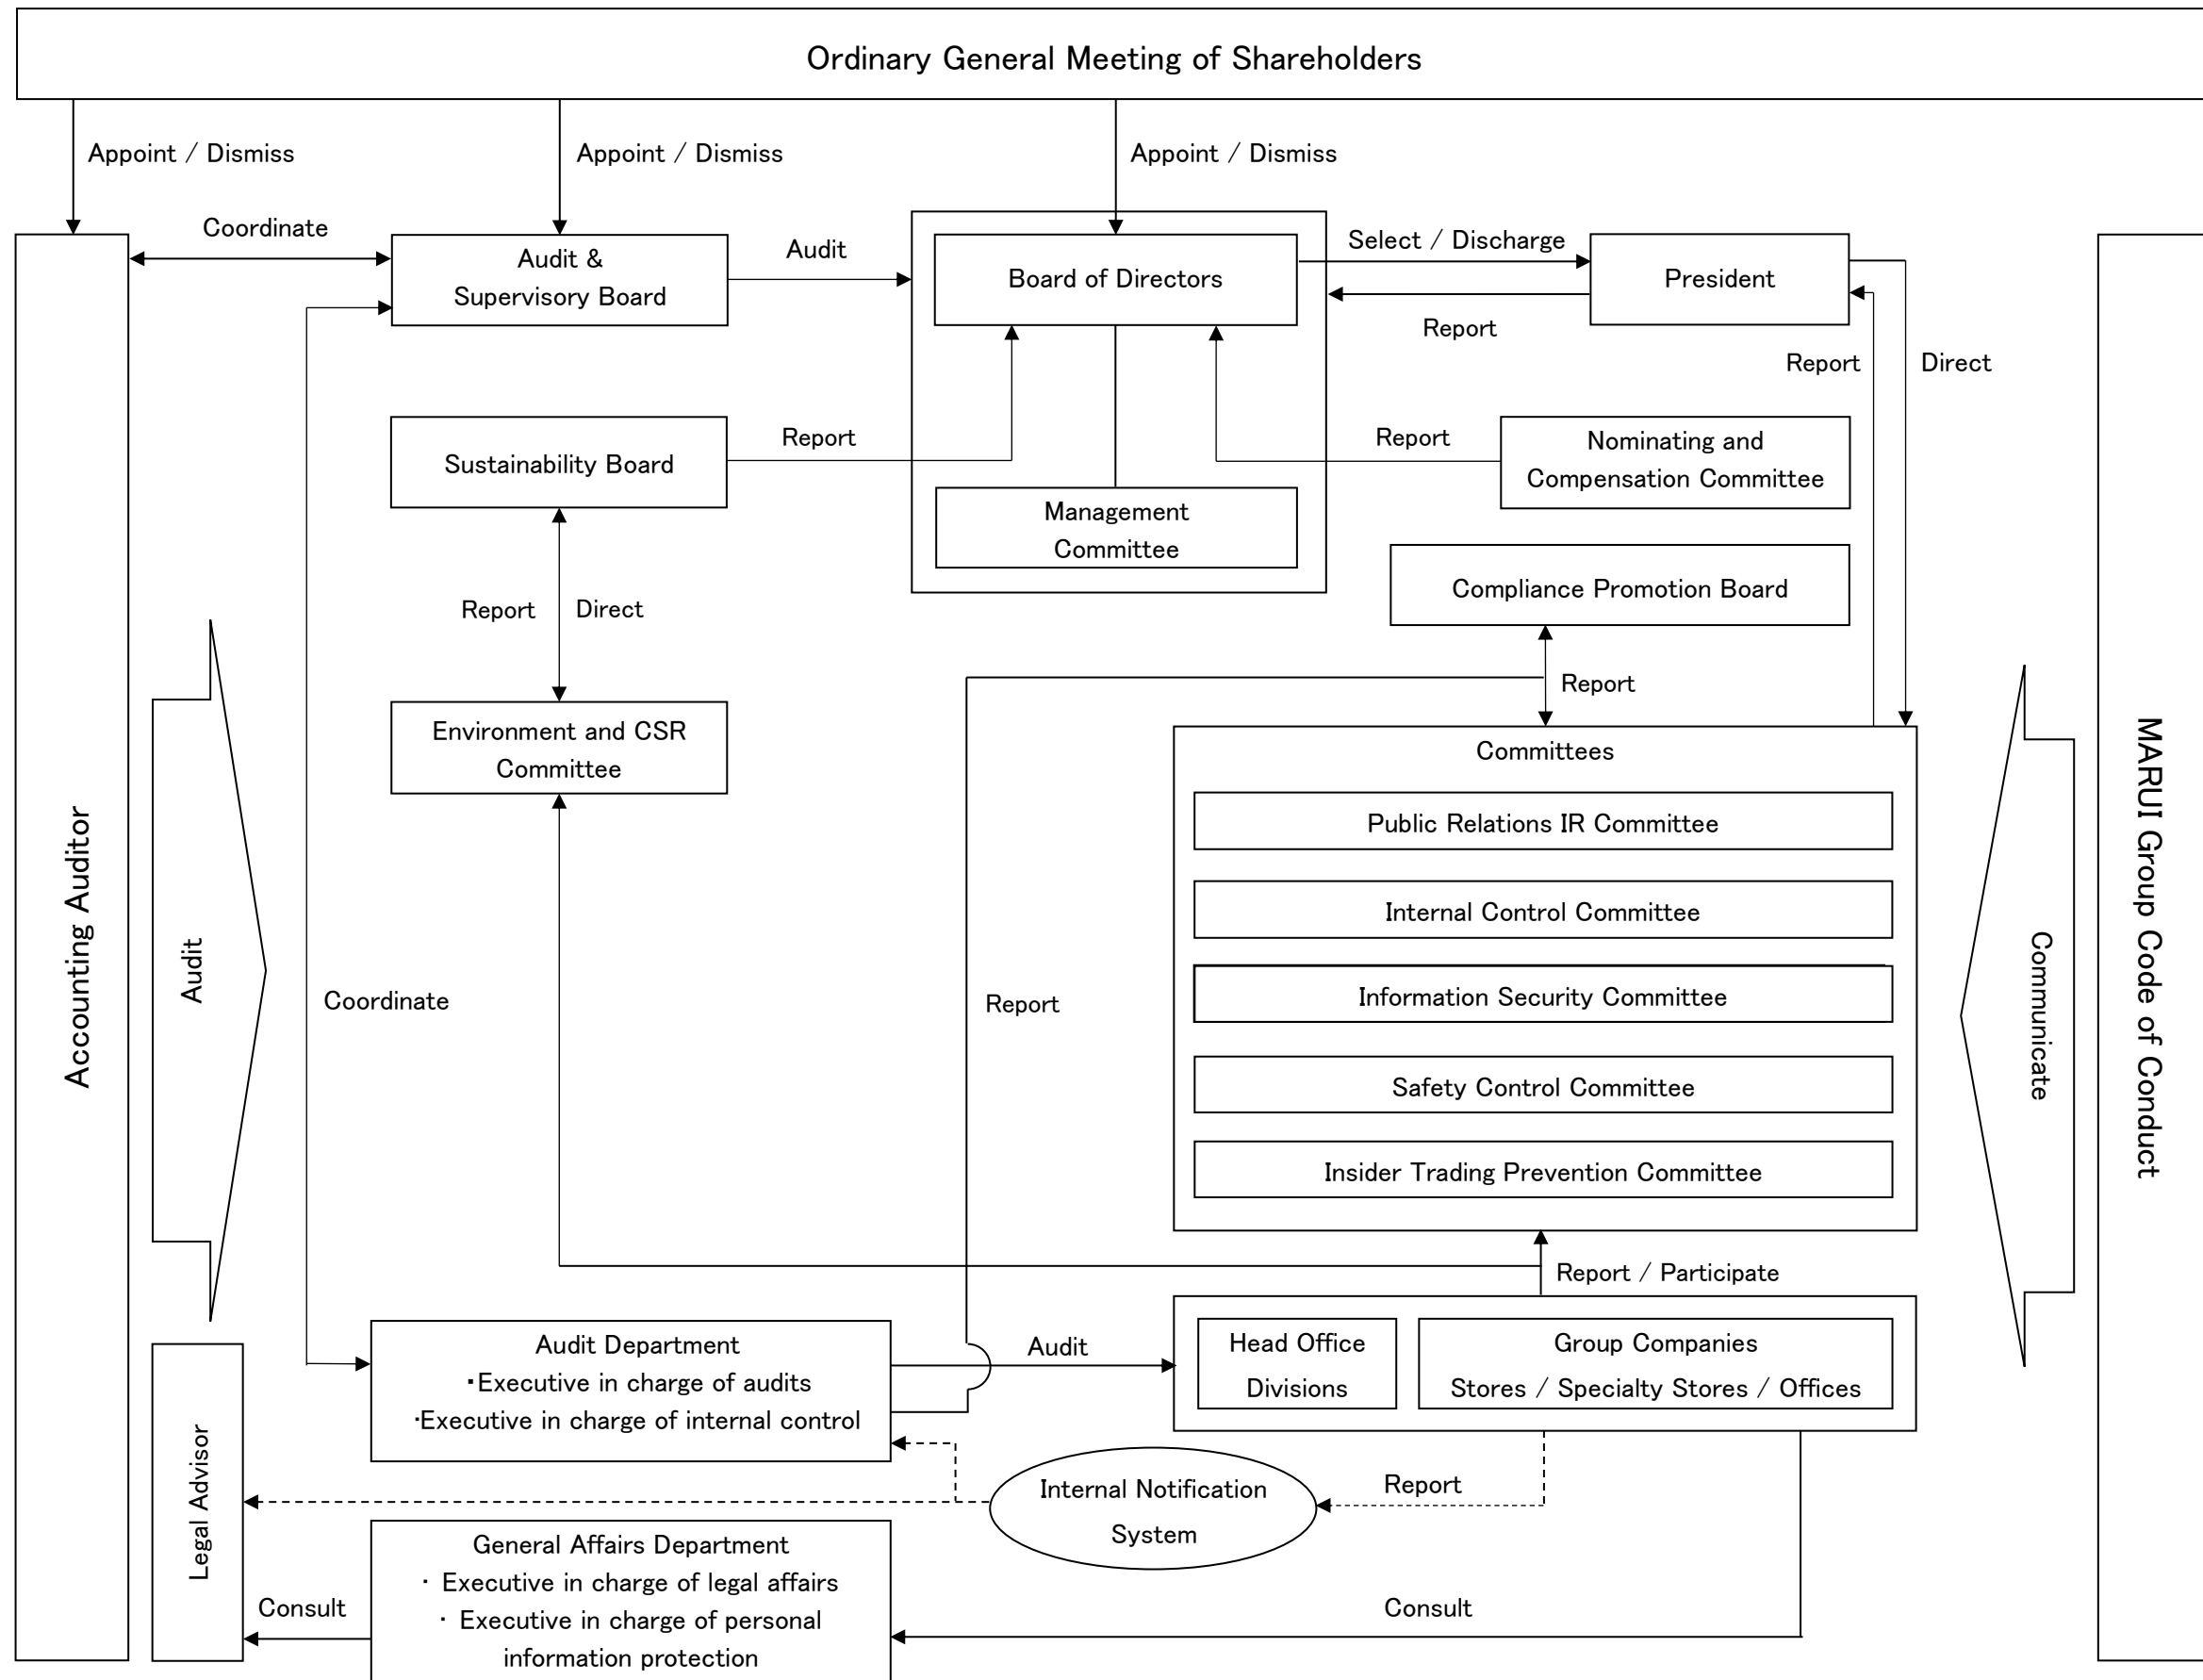 Ordinary General Meeting of Shareholders
Appoint / Dismiss
Appoint / Dismiss
Appoint / Dismiss
Coordinate
Audit &
Supervisory Board
Audit
Board of Directors
Select / Discharge
Report
President
Report
Direct
Sustainability Board
Report
Report
Nominating and
Compensation Committee
Management
Committee
Compliance Promotion Board
Report
Direct
Report
Environment and CSR
Committee
Committees
Public Relations IR Committee
Internal Control Committee
Information Security Committee
Safety Control Committee
Insider Trading Prevention Committee
Accounting Auditor
Audit
Coordinate
Report
Communicate
MARUI Group Code of Conduct
Report / Participate
Audit Department
・Executive in charge of audits
・Executive in charge of internal control
Audit
Head Office
Divisions
Group Companies
Stores / Specialty Stores / Offices
Legal Advisor
Internal Notification
System
Report
General Affairs Department
・ Executive in charge of legal affairs
・ Executive in charge of personal
information protection
Consult
Consult